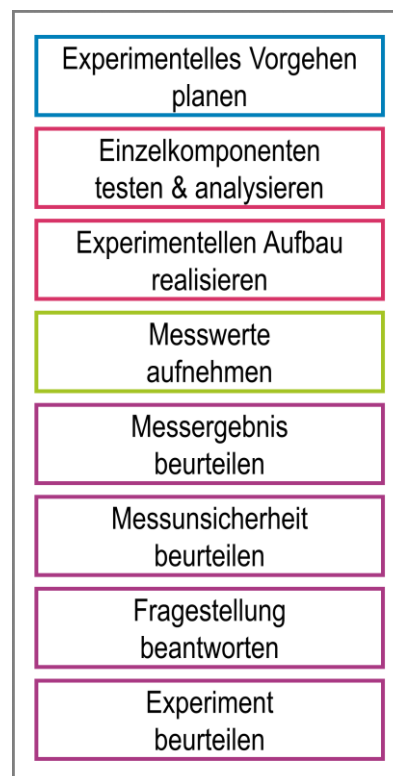 Experimentelles Vorgehen
planen
Einzelkomponenten
testen & analysieren
Experimentellen Aufbau
realisieren
Messwerte
aufnehmen
Messergebnis
beurteilen
Messunsicherheit
beurteilen
Fragestellung
beantworten
Experiment
beurteilen